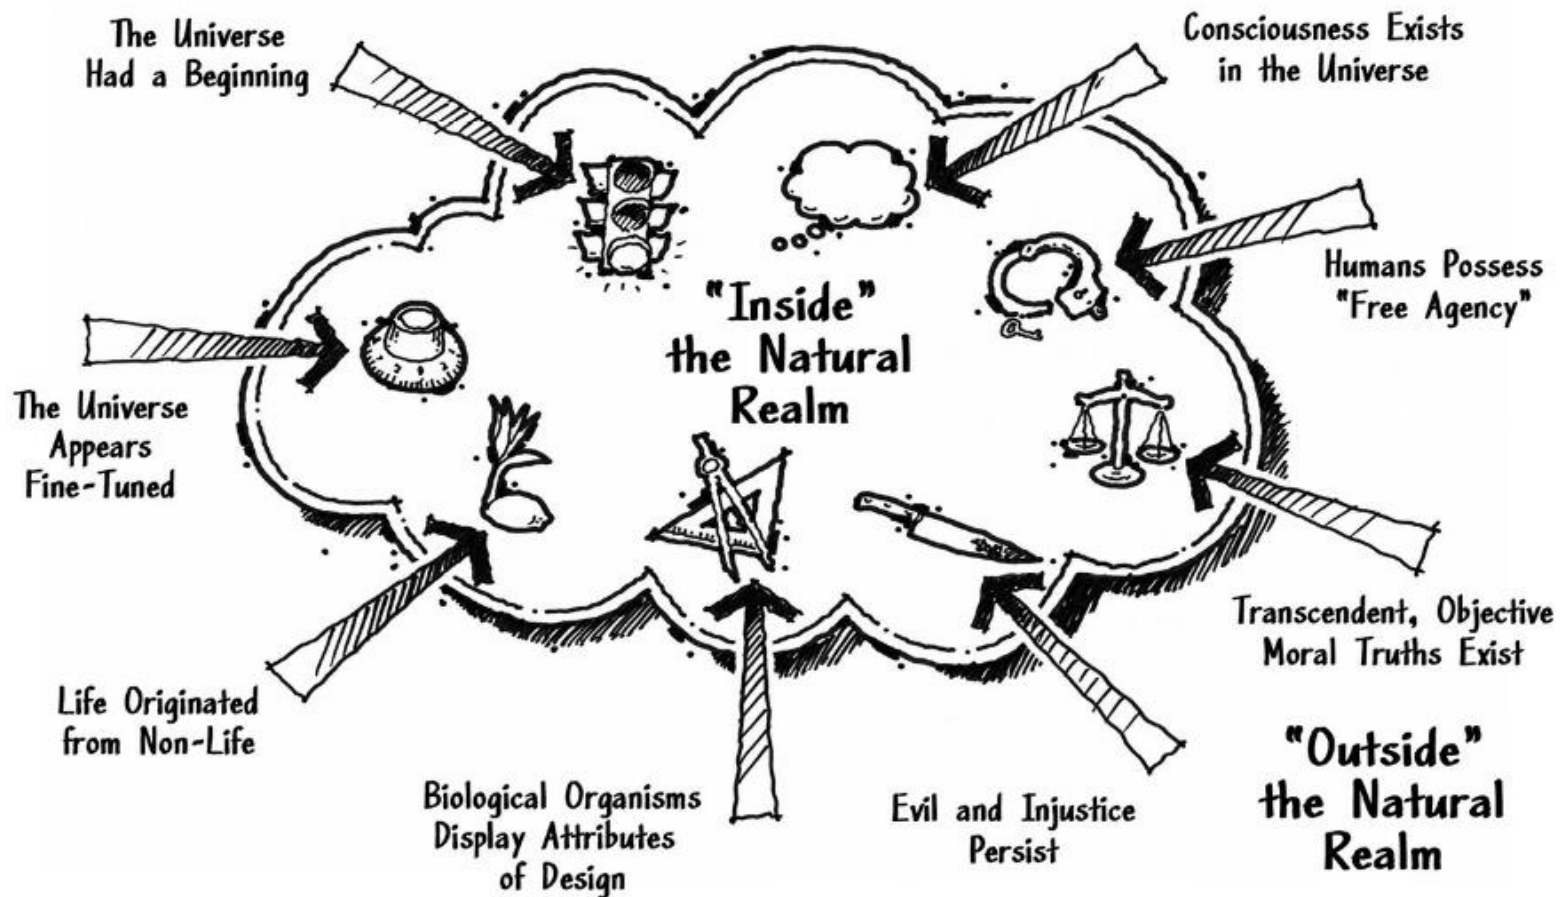 The Universe
Had a Beginning
Consciousness Exists
in the Universe
Humans Possess
"Free Agency"
"Inside"
the Natural
Realm
The Universe
Appears
Fine-Tuned
Transcendent, Objective
Moral Truths Exist
Life Originated
from Non-Life
Biological Organisms
Display Attributes
of Design
Evil and Injustice
Persist
"Outside"
the Natural
Realm